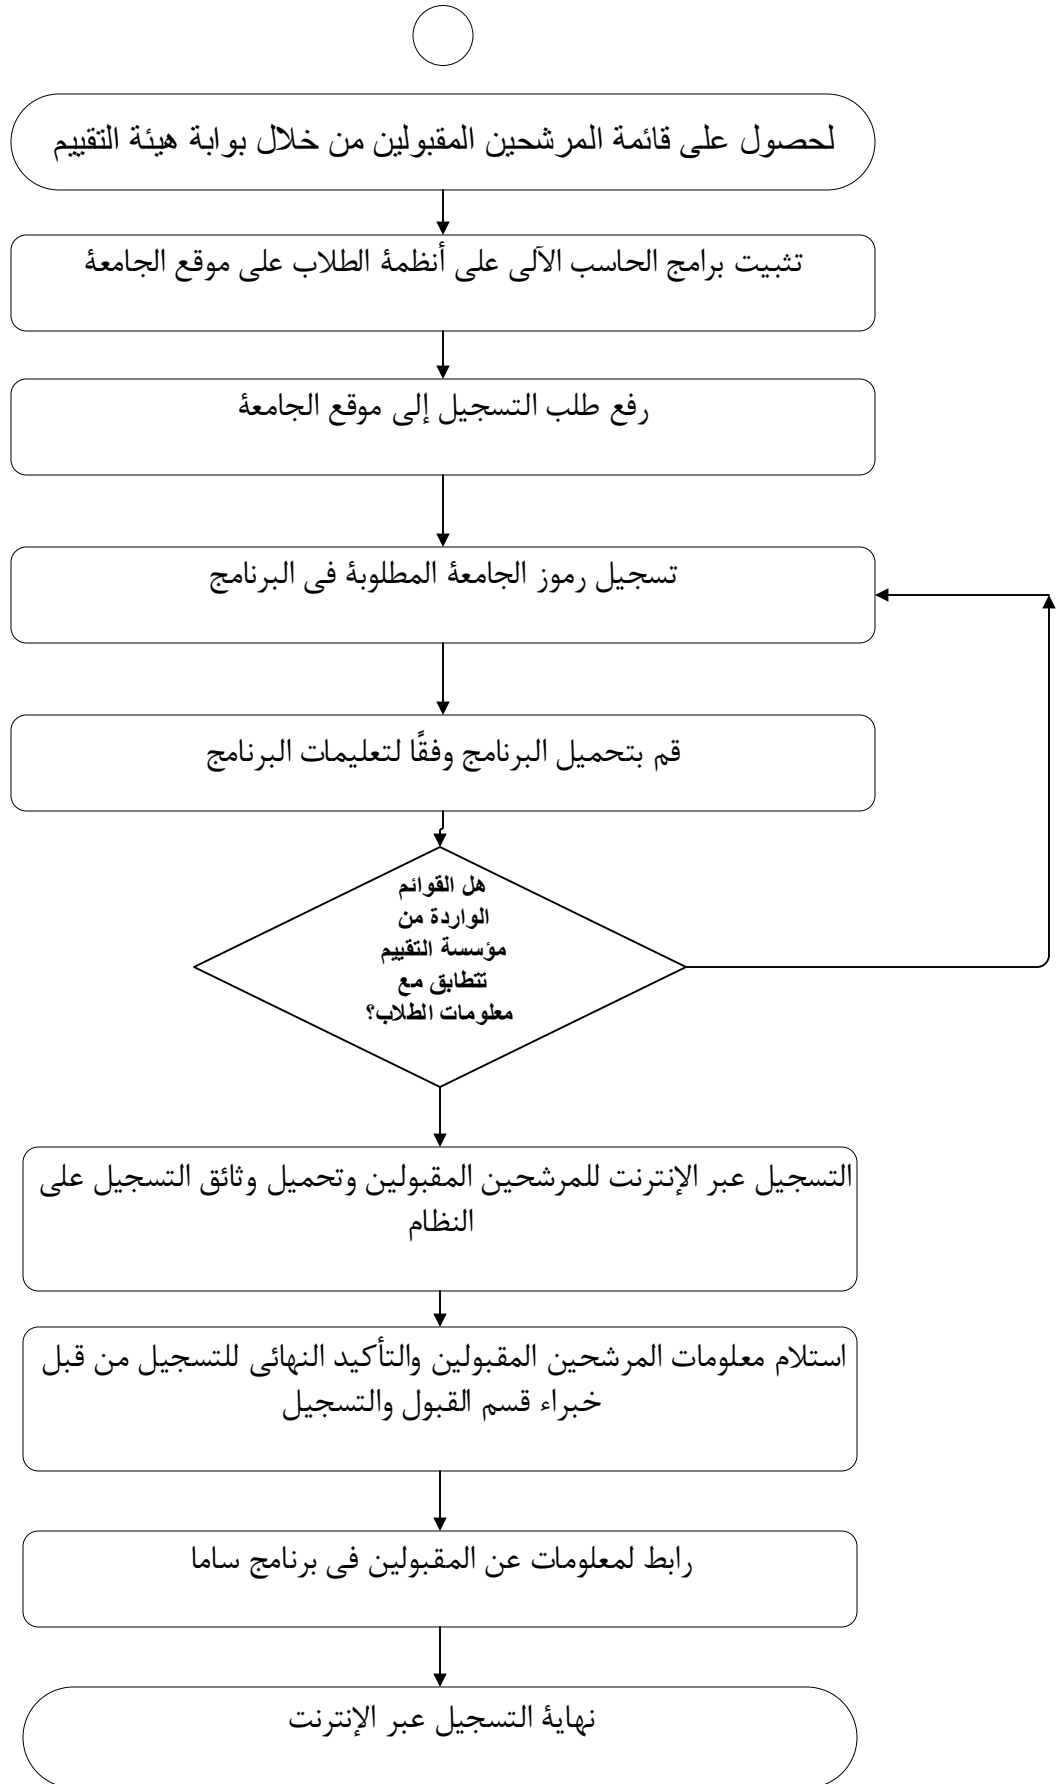 لحصول على قائمة المرشحين المقبولين من خلال بوابة هيئة التقييم
تثبيت برامج الحاسب الآلى على أنظمة الطلاب على موقع الجامعة
رفع طلب التسجيل إلى موقع الجامعة
تسجيل رموز الجامعة المطلوبة فى البرنامج
قم بتحميل البرنامج وفقًا لتعليمات البرنامج
هل القوائم
الواردة من
مؤسسة التقييم
تتطابق مع
معلومات الطلاب؟
التسجيل عبر الإنترنت للمرشحين المقبولين وتحميل وثائق التسجيل على
النظام
استلام معلومات المرشحين المقبولين والتأكيد النهائى للتسجيل من قبل
خبراء قسم القبول والتسجيل
رابط لمعلومات عن المقبولين فى برنامج ساما
نهاية التسجيل عبر الإنترنت